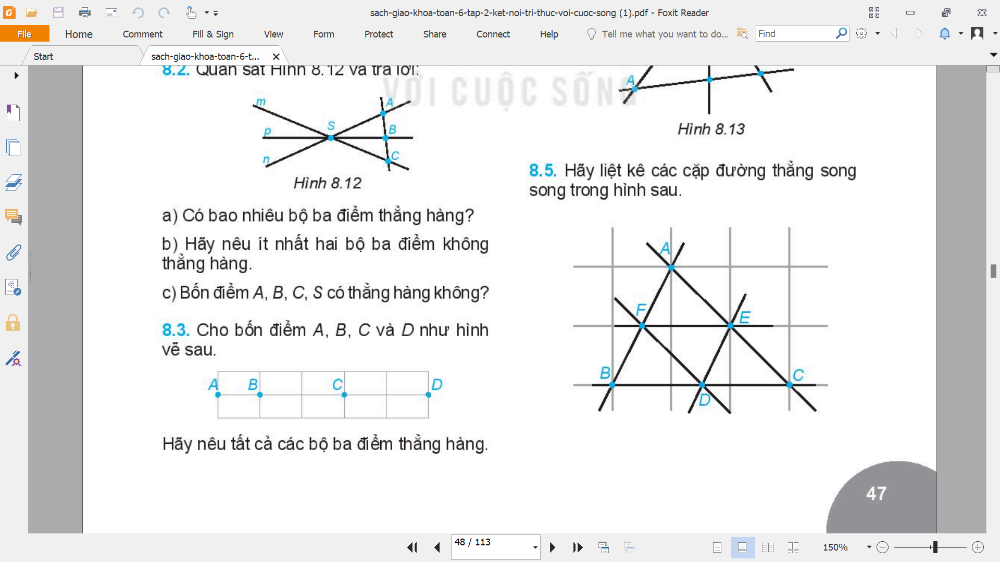 sach-giao-khoa-toan-6-tap-2-ket-noi-tri-thuc-voi-cuoc-song (1).pdf - Foxit Reader
File Home Comment Fill & Sign View Form Protect Share Connect Help Tell me what you want to do... Find
Start sach-giao-khoa-toan-6-t...
8.2. Quan sát Hình 8.12 và trả lời:
VỚI CUỘC SỐNG
m
A
S
p
B
n
C
Hình 8.12
a) Có bao nhiêu bộ ba điểm thẳng hàng?
b) Hãy nêu ít nhất hai bộ ba điểm không
thẳng hàng.
c) Bốn điểm A, B, C, S có thẳng hàng không?
8.3. Cho bốn điểm A, B, C và D như hình
vẽ sau.
A B C D
Hãy nêu tất cả các bộ ba điểm thẳng hàng.
A
Hình 8.13
8.5. Hãy liệt kê các cặp đường thẳng song
song trong hình sau.
A
F
E
B
C
D
47
48 / 113
150%